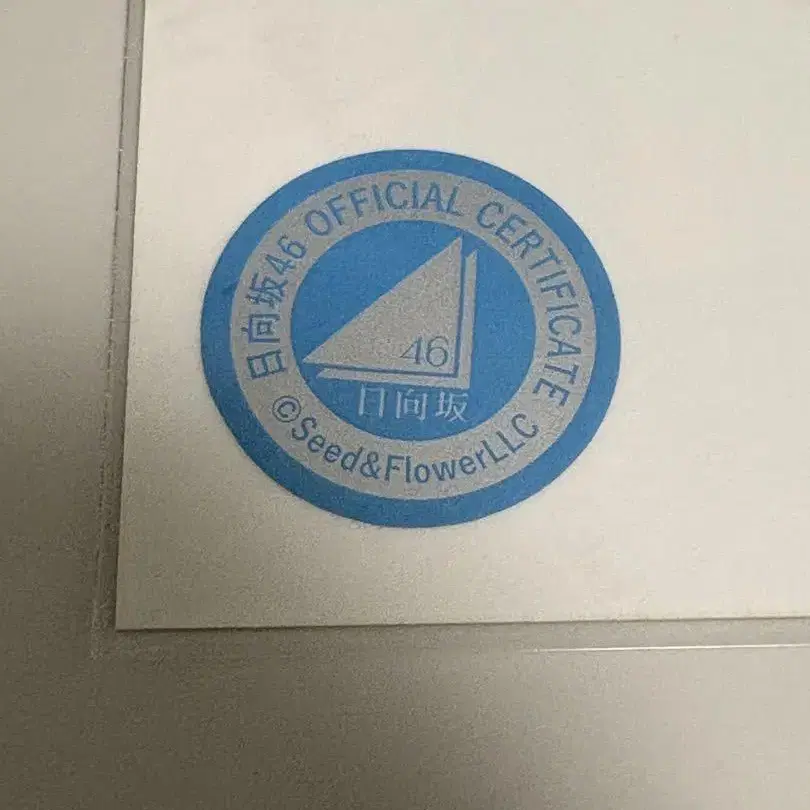 日向坂46 OFFICIAL CERTIFICATE
46
日向坂
©Seed&FlowerLLC